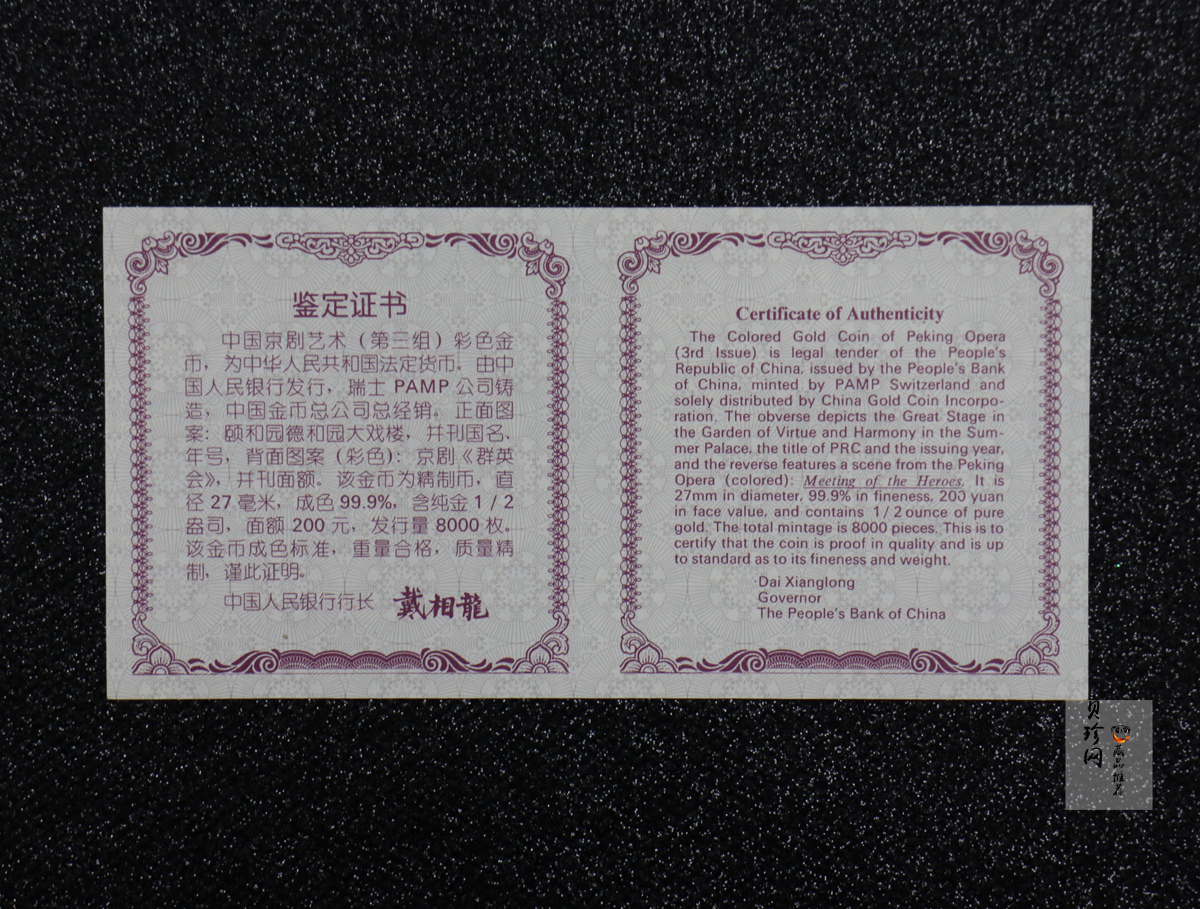 鉴定证书
中国京剧艺术（第三组）彩色金
币，为中华人民共和国法定货币。由中
国人民银行发行，瑞士 PAMP 公司铸
造，中国金币总公司总经销。正面图
案：颐和园德和园大戏楼，并刊国名、
年号，背面图案（彩色）：京剧《群英
会》，并刊面额。该金币为精制币，直
径 27 毫米，成色 99.9%，含纯金 1 / 2
盎司，面额 200 元，发行量 8000 枚。
该金币成色标准，重量合格，质量精
制，谨此证明。
中国人民银行行长 戴相龍
Certificate of Authenticity
The Colored Gold Coin of Peking Opera
(3rd Issue) is legal tender of the People's
Republic of China, issued by the People's Bank
of China, minted by PAMP Switzerland and
solely distributed by China Gold Coin Incorpo-
ration. The obverse depicts the Great Stage in
the Garden of Virtue and Harmony in the Sum-
mer Palace, the title of PRC and the issuing year,
and the reverse features a scene from the Peking
Opera (colored): Meeting of the Heroes. It is
27mm in diameter, 99.9% in fineness, 200 yuan
in face value, and contains 1 / 2 ounce of pure
gold. The total mintage is 8000 pieces. This is to
certify that the coin is proof in quality and is up
to standard as to its fineness and weight.
Dai Xianglong
Governor
The People's Bank of China
贝珍网
藏品推荐